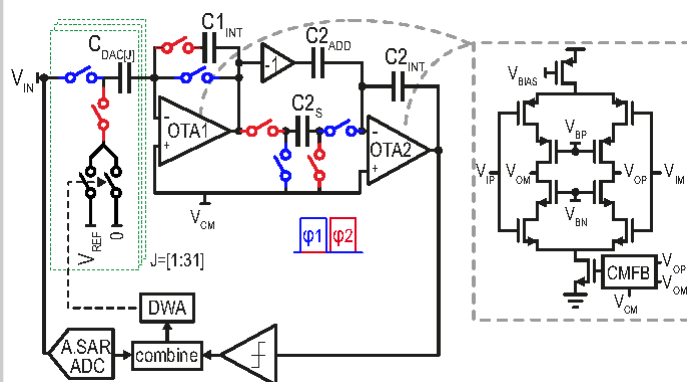 C1INT
C2ADD
C2INT
CDAC[J]
VIN
-1
VBIAS
OTA1
C2S
OTA2
VBP
VIP
VOM
VOP
VIM
VBN
VREF
0
VCM
φ1 φ2
J=[1:31]
CMFB
VOP
VOM
VCM
DWA
A.SAR
ADC
combine